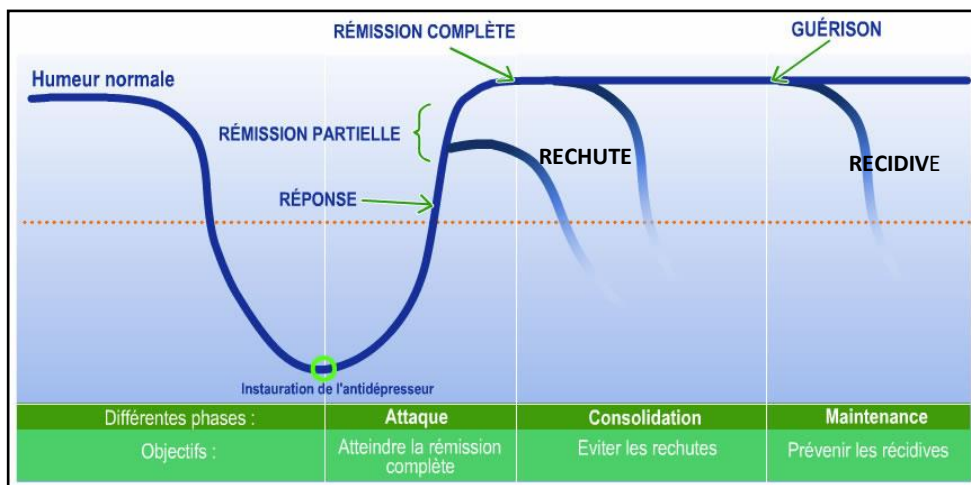 RÉMISSION COMPLÈTE
GUÉRISON
Humeur normale
RÉMISSION PARTIELLE
RECHUTE
RECIDIVE
RÉPONSE
Instauration de l'antidépresseur
Différentes phases :
Attaque
Consolidation
Maintenance
Objectifs :
Atteindre la rémission
complète
Eviter les rechutes
Prévenir les récidives